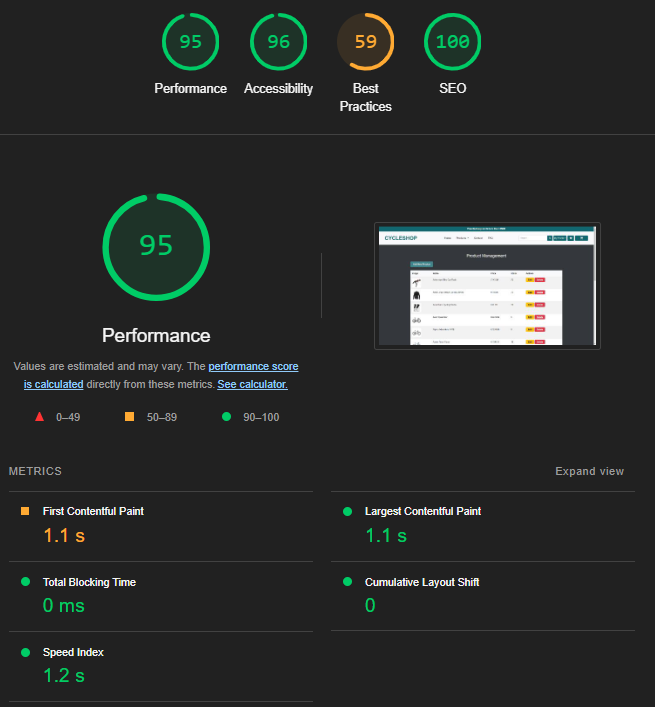 95
96
59
100
Performance
Accessibility
Best
Practices
SEO
95
Performance
Values are estimated and may vary. The performance score
is calculated directly from these metrics. See calculator.
0–49
50–89
90–100
CYCLESHOP
Product Management
METRICS
Expand view
First Contentful Paint
1.1 s
Largest Contentful Paint
1.1 s
Total Blocking Time
0 ms
Cumulative Layout Shift
0
Speed Index
1.2 s